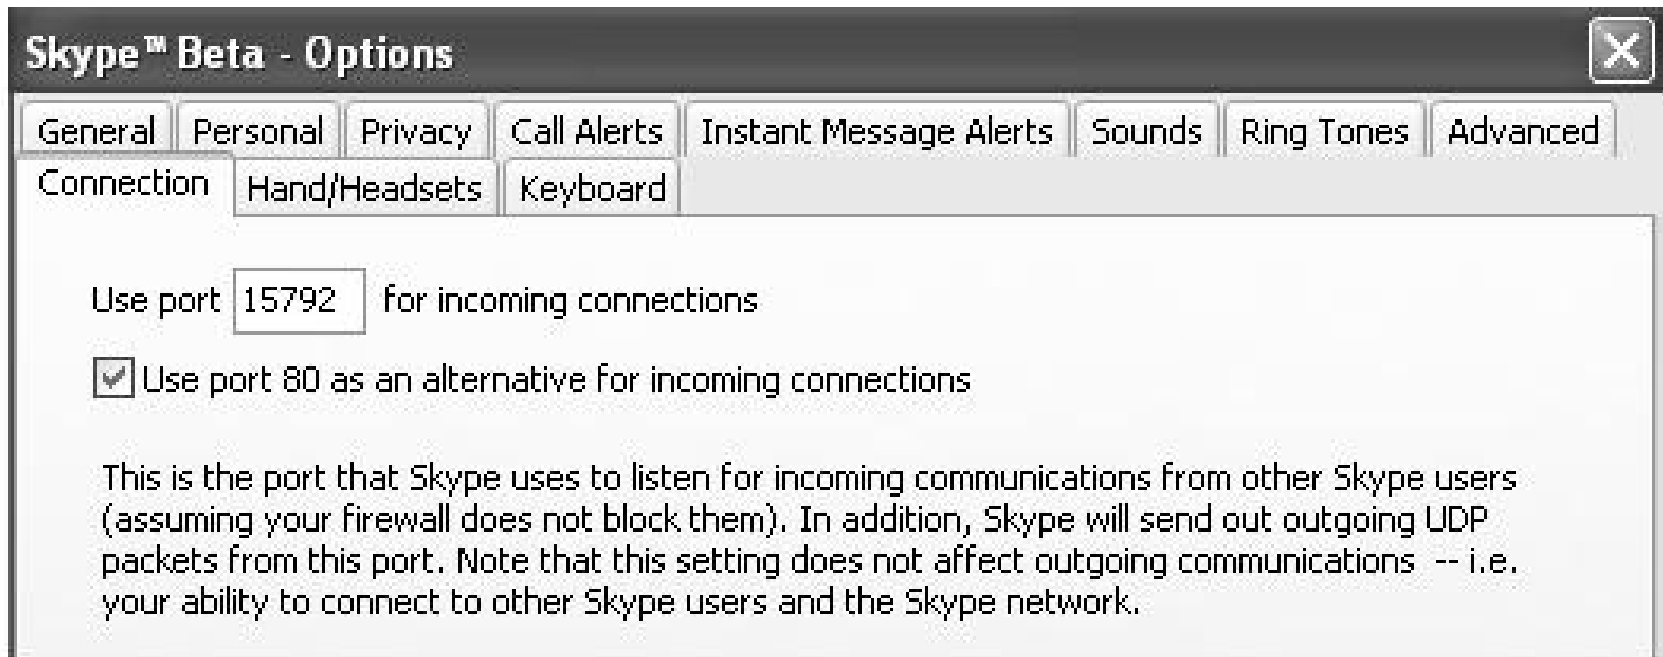 Skype™ Beta - Options
General Personal Privacy Call Alerts Instant Message Alerts Sounds Ring Tones Advanced
Connection Hand/Headsets Keyboard
Use port 15792 for incoming connections
Use port 80 as an alternative for incoming connections
This is the port that Skype uses to listen for incoming communications from other Skype users
(assuming your firewall does not block them). In addition, Skype will send out outgoing UDP
packets from this port. Note that this setting does not affect outgoing communications -- i.e.
your ability to connect to other Skype users and the Skype network.